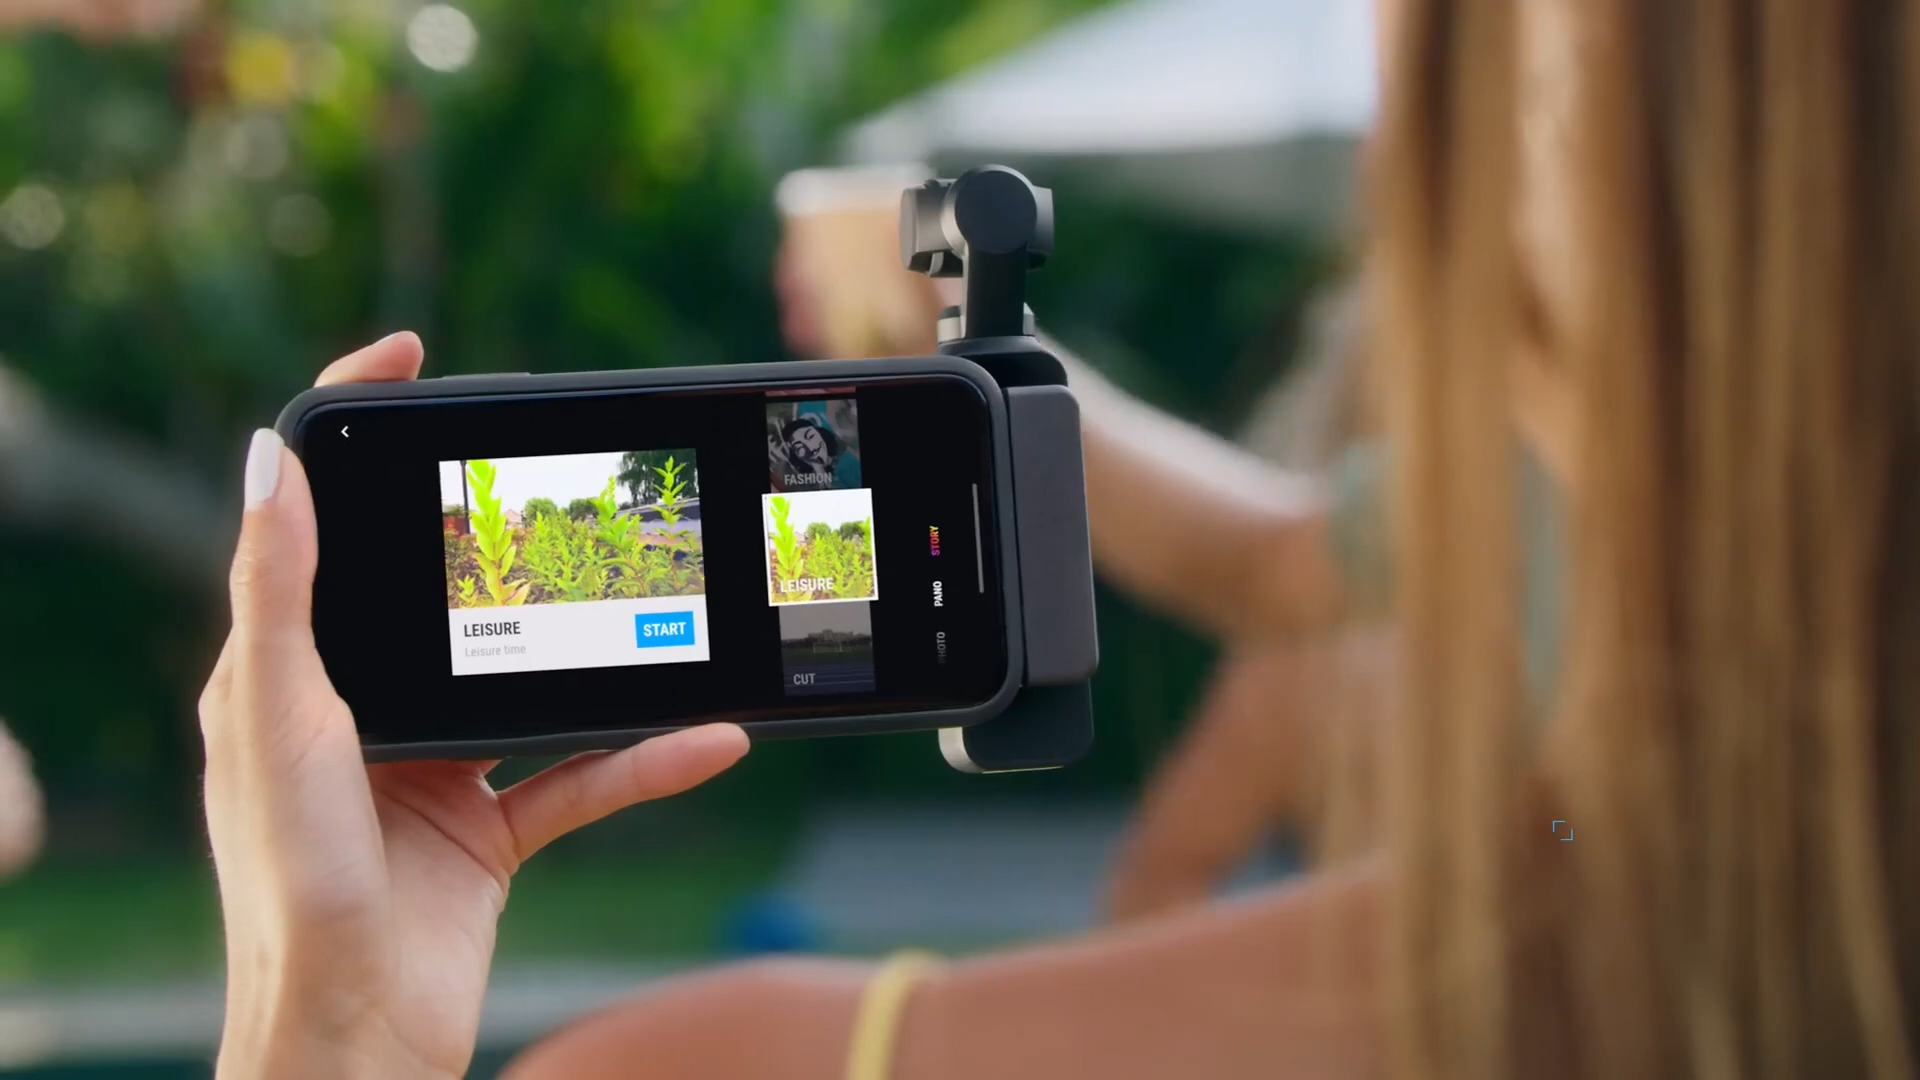 LEISURE
Leisure time
START
FASHION
LEISURE
CUT
STORY
PANO
PHOTO